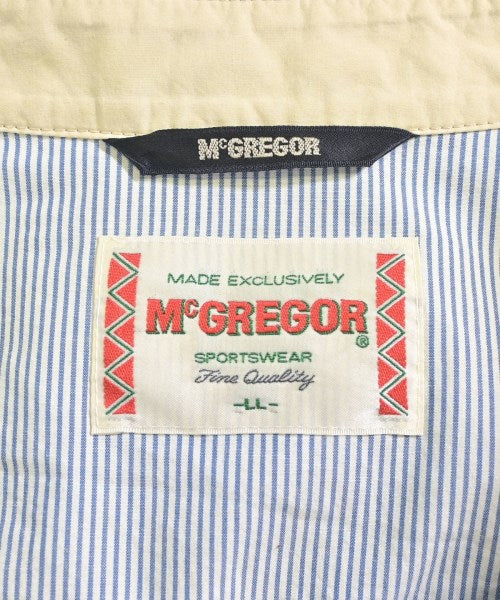 McGREGOR
MADE EXCLUSIVELY
McGREGOR®
SPORTSWEAR
Fine Quality
-LL-